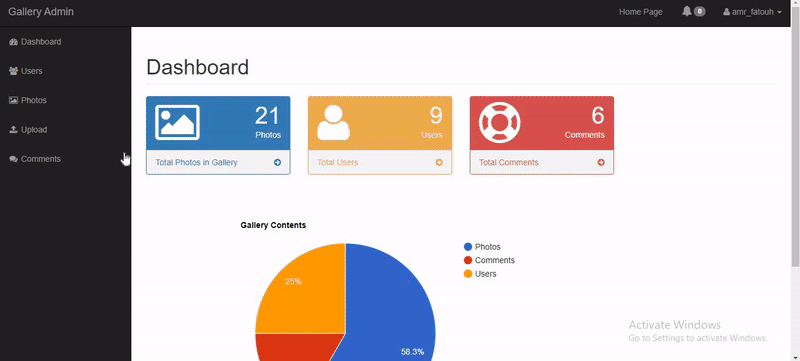 Gallery Admin
Home Page
0
amr_fatouh
Dashboard
Users
Photos
Upload
Comments
Dashboard
21
Photos
Total Photos in Gallery
9
Users
Total Users
6
Comments
Total Comments
Gallery Contents
25%
58.3%
Photos
Comments
Users
Activate Windows
Go to Settings to activate Windows.